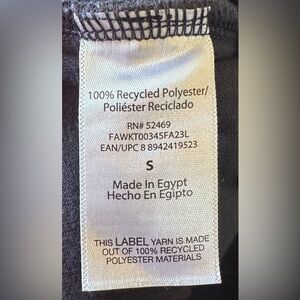 100% Recycled Polyester/
Poliéster Reciclado
RN# 52469
FAWKT00345FA23L
EAN/UPC 8 8942419523
S
Made In Egypt
Hecho En Egipto
THIS LABEL YARN IS MADE
OUT OF 100% RECYCLED
POLYESTER MATERIALS